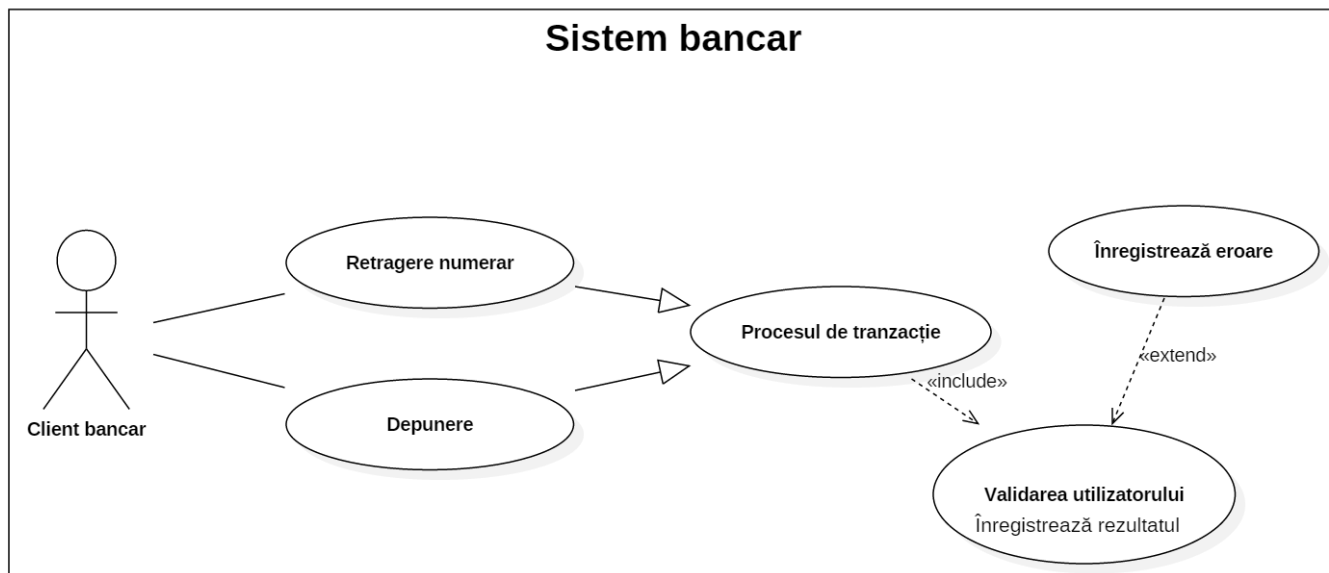 Sistem bancar
Retragere numerar
Înregistrează eroare
Procesul de tranzacție
«extend»
«include»
Client bancar
Depunere
Validarea utilizatorului
Înregistrează rezultatul